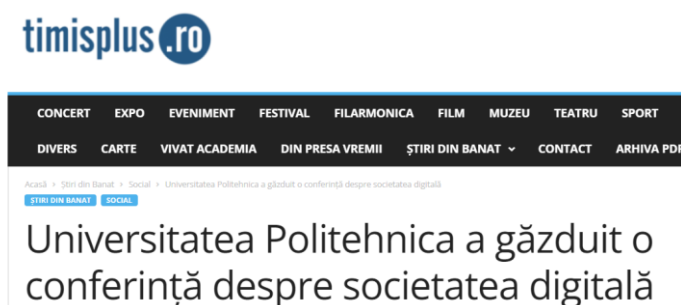 timisplus.ro
CONCERT EXPO EVENIMENT FESTIVAL FILARMONICA FILM MUZEU TEATRU SPORT
DIVERS CARTE VIVAT ACADEMIA DIN PRESA VREMII ȘTIRI DIN BANAT CONTACT ARHIVA PDF
Acasă › Știri din Banat › Social › Universitatea Politehnica a găzduit o conferință despre societatea digitală
ȘTIRI DIN BANAT SOCIAL
Universitatea Politehnica a găzduit o
conferință despre societatea digitală